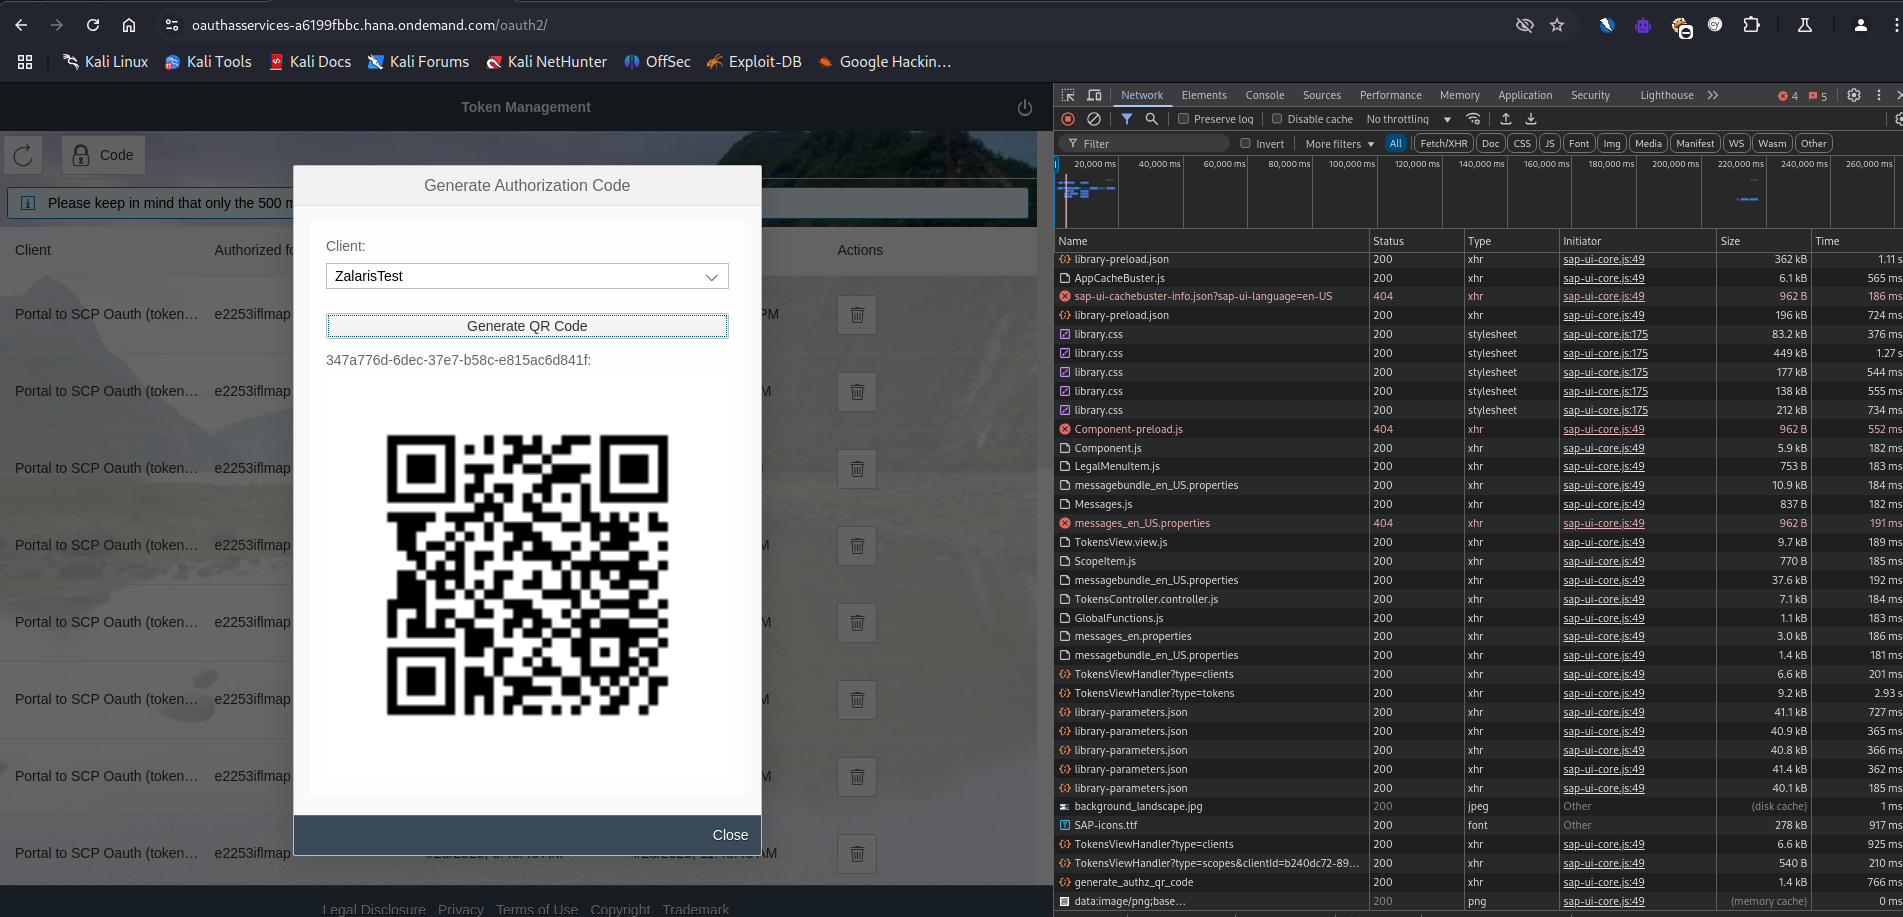 oauthasservices-a6199fbbc.hana.ondemand.com/oauth2/
Kali Linux Kali Tools Kali Docs Kali Forums Kali NetHunter OffSec Exploit-DB Google Hackin…
Token Management
Code
Please keep in mind that only the 500 m
Client Authorized fo Actions
Portal to SCP Oauth (token… e2253iflmap PM
Portal to SCP Oauth (token… e2253iflmap M
Portal to SCP Oauth (token… e2253iflmap
Portal to SCP Oauth (token… e2253iflmap M
Portal to SCP Oauth (token… e2253iflmap
Portal to SCP Oauth (token… e2253iflmap
Portal to SCP Oauth (token… e2253iflmap M
Portal to SCP Oauth (token… e2253iflmap
Legal Disclosure Privacy Terms of Use Copyright Trademark
Generate Authorization Code
Client:
ZalarisTest
Generate QR Code
347a776d-6dec-37e7-b58c-e815ac6d841f:
Close
Network Elements Console Sources Performance Memory Application Security Lighthouse 4 5
Preserve log Disable cache No throttling
Filter Invert More filters All Fetch/XHR Doc CSS JS Font Img Media Manifest WS Wasm Other
20,000 ms 40,000 ms 60,000 ms 80,000 ms 100,000 ms 120,000 ms 140,000 ms 160,000 ms 180,000 ms 200,000 ms 220,000 ms 240,000 ms 260,000 ms
Name Status Type Initiator Size Time
library-preload.json 200 xhr sap-ui-core.js:49 362 kB 1.11 s
AppCacheBuster.js 200 xhr sap-ui-core.js:49 6.1 kB 565 ms
sap-ui-cachebuster-info.json?sap-ui-language=en-US 404 xhr sap-ui-core.js:49 962 B 186 ms
library-preload.json 200 xhr sap-ui-core.js:49 196 kB 724 ms
library.css 200 stylesheet sap-ui-core.js:175 83.2 kB 376 ms
library.css 200 stylesheet sap-ui-core.js:175 449 kB 1.27 s
library.css 200 stylesheet sap-ui-core.js:175 177 kB 544 ms
library.css 200 stylesheet sap-ui-core.js:175 138 kB 555 ms
library.css 200 stylesheet sap-ui-core.js:175 212 kB 734 ms
Component-preload.js 404 xhr sap-ui-core.js:49 962 B 552 ms
Component.js 200 xhr sap-ui-core.js:49 5.9 kB 182 ms
LegalMenuItem.js 200 xhr sap-ui-core.js:49 753 B 183 ms
messagebundle_en_US.properties 200 xhr sap-ui-core.js:49 10.9 kB 184 ms
Messages.js 200 xhr sap-ui-core.js:49 837 B 182 ms
messages_en_US.properties 404 xhr sap-ui-core.js:49 962 B 191 ms
TokensView.view.js 200 xhr sap-ui-core.js:49 9.7 kB 189 ms
ScopeItem.js 200 xhr sap-ui-core.js:49 770 B 185 ms
messagebundle_en_US.properties 200 xhr sap-ui-core.js:49 37.6 kB 192 ms
TokensController.controller.js 200 xhr sap-ui-core.js:49 7.1 kB 184 ms
GlobalFunctions.js 200 xhr sap-ui-core.js:49 1.1 kB 183 ms
messages_en.properties 200 xhr sap-ui-core.js:49 3.0 kB 186 ms
messagebundle_en_US.properties 200 xhr sap-ui-core.js:49 1.4 kB 181 ms
TokensViewHandler?type=clients 200 xhr sap-ui-core.js:49 6.6 kB 201 ms
TokensViewHandler?type=tokens 200 xhr sap-ui-core.js:49 9.2 kB 2.93 s
library-parameters.json 200 xhr sap-ui-core.js:49 41.1 kB 727 ms
library-parameters.json 200 xhr sap-ui-core.js:49 40.9 kB 365 ms
library-parameters.json 200 xhr sap-ui-core.js:49 40.8 kB 366 ms
library-parameters.json 200 xhr sap-ui-core.js:49 41.4 kB 362 ms
library-parameters.json 200 xhr sap-ui-core.js:49 40.1 kB 185 ms
background_landscape.jpg 200 jpeg Other (disk cache) 1 ms
SAP-icons.ttf 200 font Other 278 kB 917 ms
TokensViewHandler?type=clients 200 xhr sap-ui-core.js:49 6.6 kB 925 ms
TokensViewHandler?type=scopes&clientId=b240dc72-89… 200 xhr sap-ui-core.js:49 540 B 210 ms
generate_authz_qr_code 200 xhr sap-ui-core.js:49 1.4 kB 766 ms
data:image/png;base… 200 png sap-ui-core.js:49 (memory cache) 0 ms